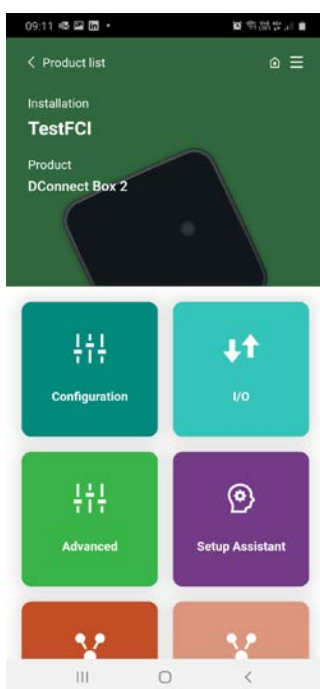 09:11
Product list
Installation
TestFCI
Product
DConnect Box 2
Configuration
I/O
Advanced
Setup Assistant